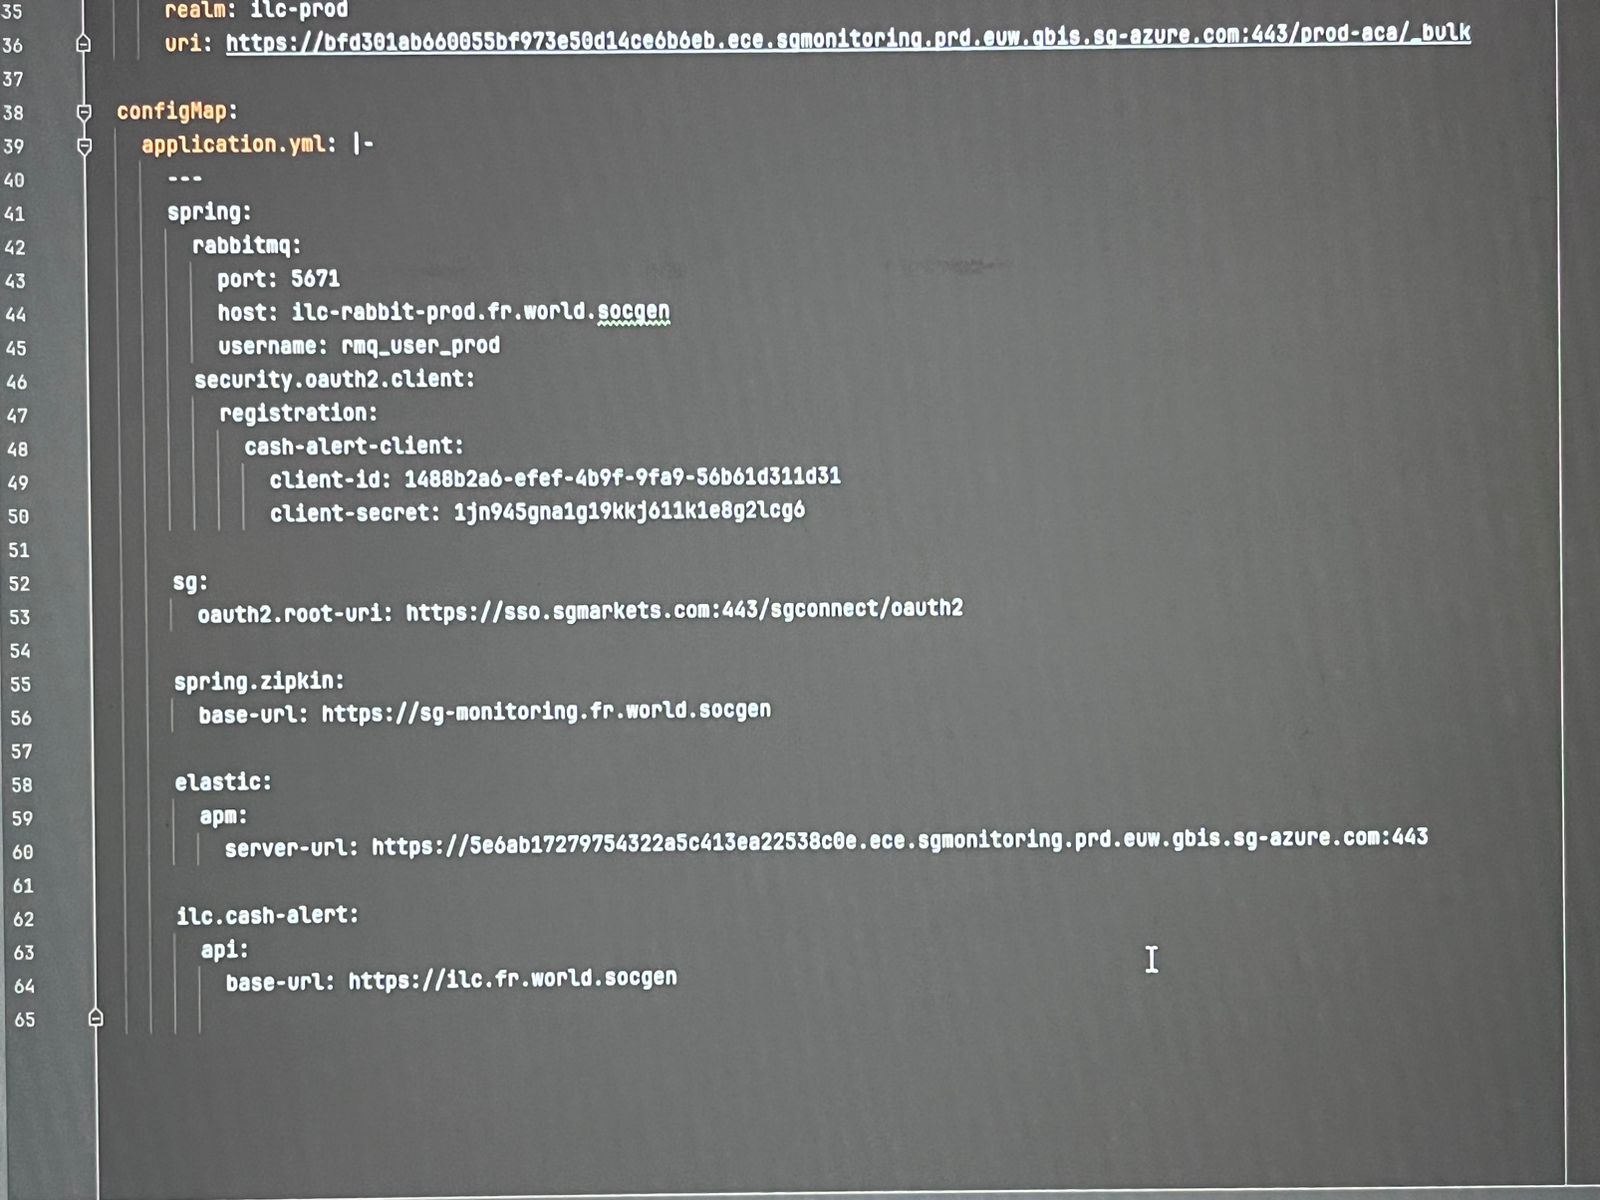 35 realm: ilc-prod
36 uri: https://bfd301ab660055bf973e50d14ce6b6eb.ece.sgmonitoring.prd.euw.gbis.sg-azure.com:443/prod-aca/_bulk
37
38 configMap:
39 application.yml: |-
40 ---
41 spring:
42 rabbitmq:
43 port: 5671
44 host: ilc-rabbit-prod.fr.world.socgen
45 username: rmq_user_prod
46 security.oauth2.client:
47 registration:
48 cash-alert-client:
49 client-id: 1488b2a6-efef-4b9f-9fa9-56b61d311d31
50 client-secret: 1jn945gna1g19kkj611k1e8g2lcg6
51
52 sg:
53 oauth2.root-uri: https://sso.sgmarkets.com:443/sgconnect/oauth2
54
55 spring.zipkin:
56 base-url: https://sg-monitoring.fr.world.socgen
57
58 elastic:
59 apm:
60 server-url: https://5e6ab17279754322a5c413ea22538c0e.ece.sgmonitoring.prd.euw.gbis.sg-azure.com:443
61
62 ilc.cash-alert:
63 api:
64 base-url: https://ilc.fr.world.socgen
65